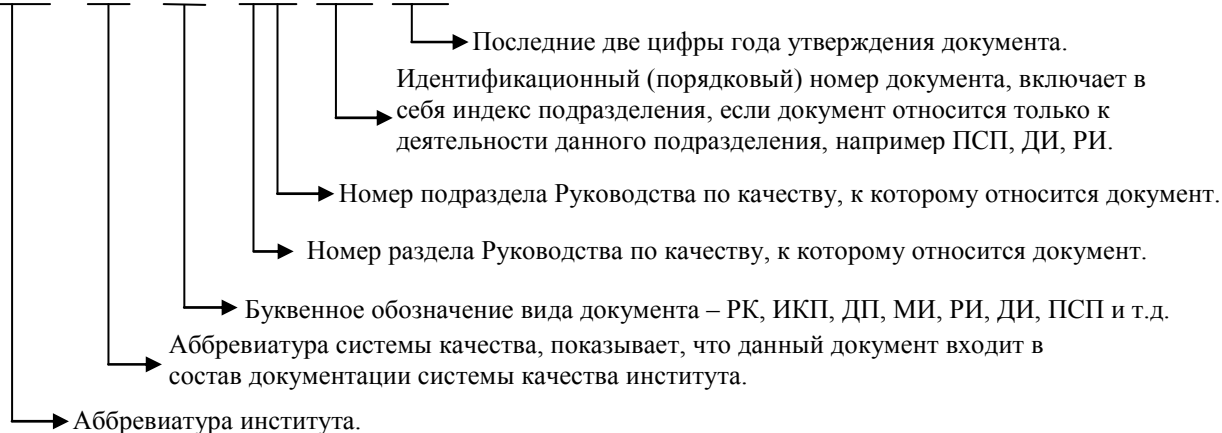 Последние две цифры года утверждения документа.
Идентификационный (порядковый) номер документа, включает в
себя индекс подразделения, если документ относится только к
деятельности данного подразделения, например ПСП, ДИ, РИ.
Номер подраздела Руководства по качеству, к которому относится документ.
Номер раздела Руководства по качеству, к которому относится документ.
Буквенное обозначение вида документа – РК, ИКП, ДП, МИ, РИ, ДИ, ПСП и т.д.
Аббревиатура системы качества, показывает, что данный документ входит в
состав документации системы качества института.
Аббревиатура института.